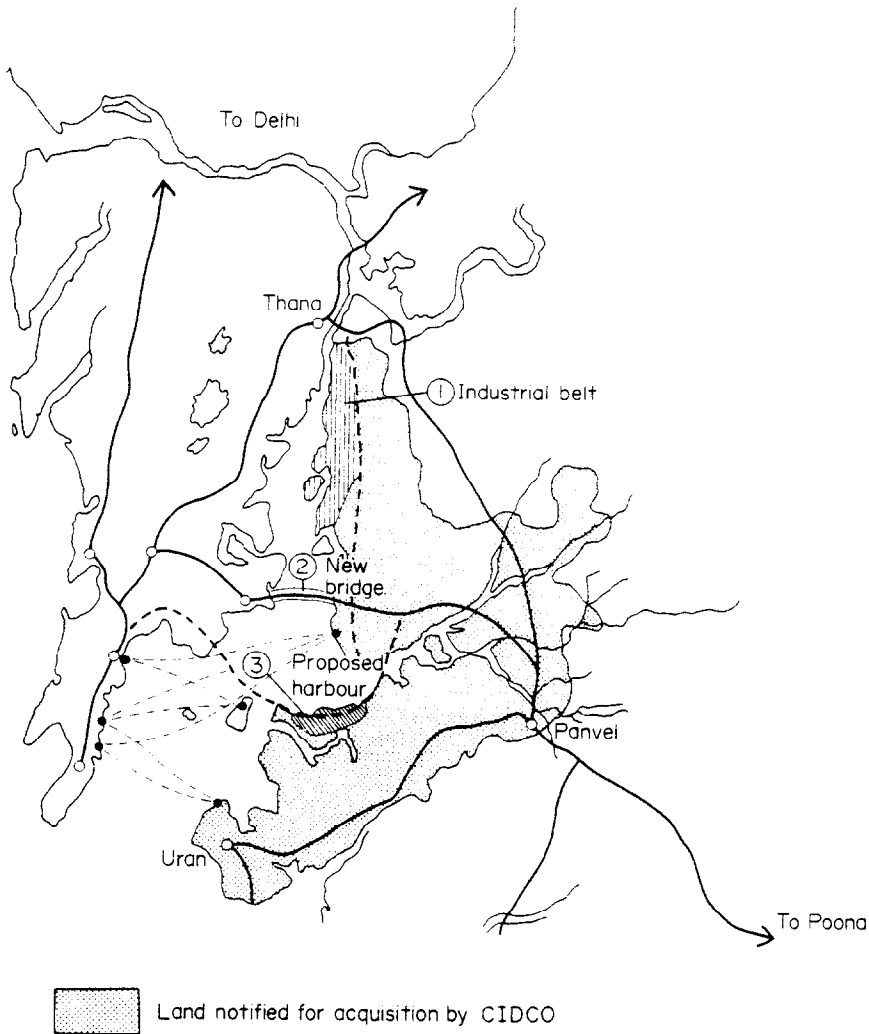 To Delhi
Thana
1 Industrial belt
2 New
bridge
3 Proposed
harbour
Panvel
Uran
To Poona
Land notified for acquisition by CIDCO